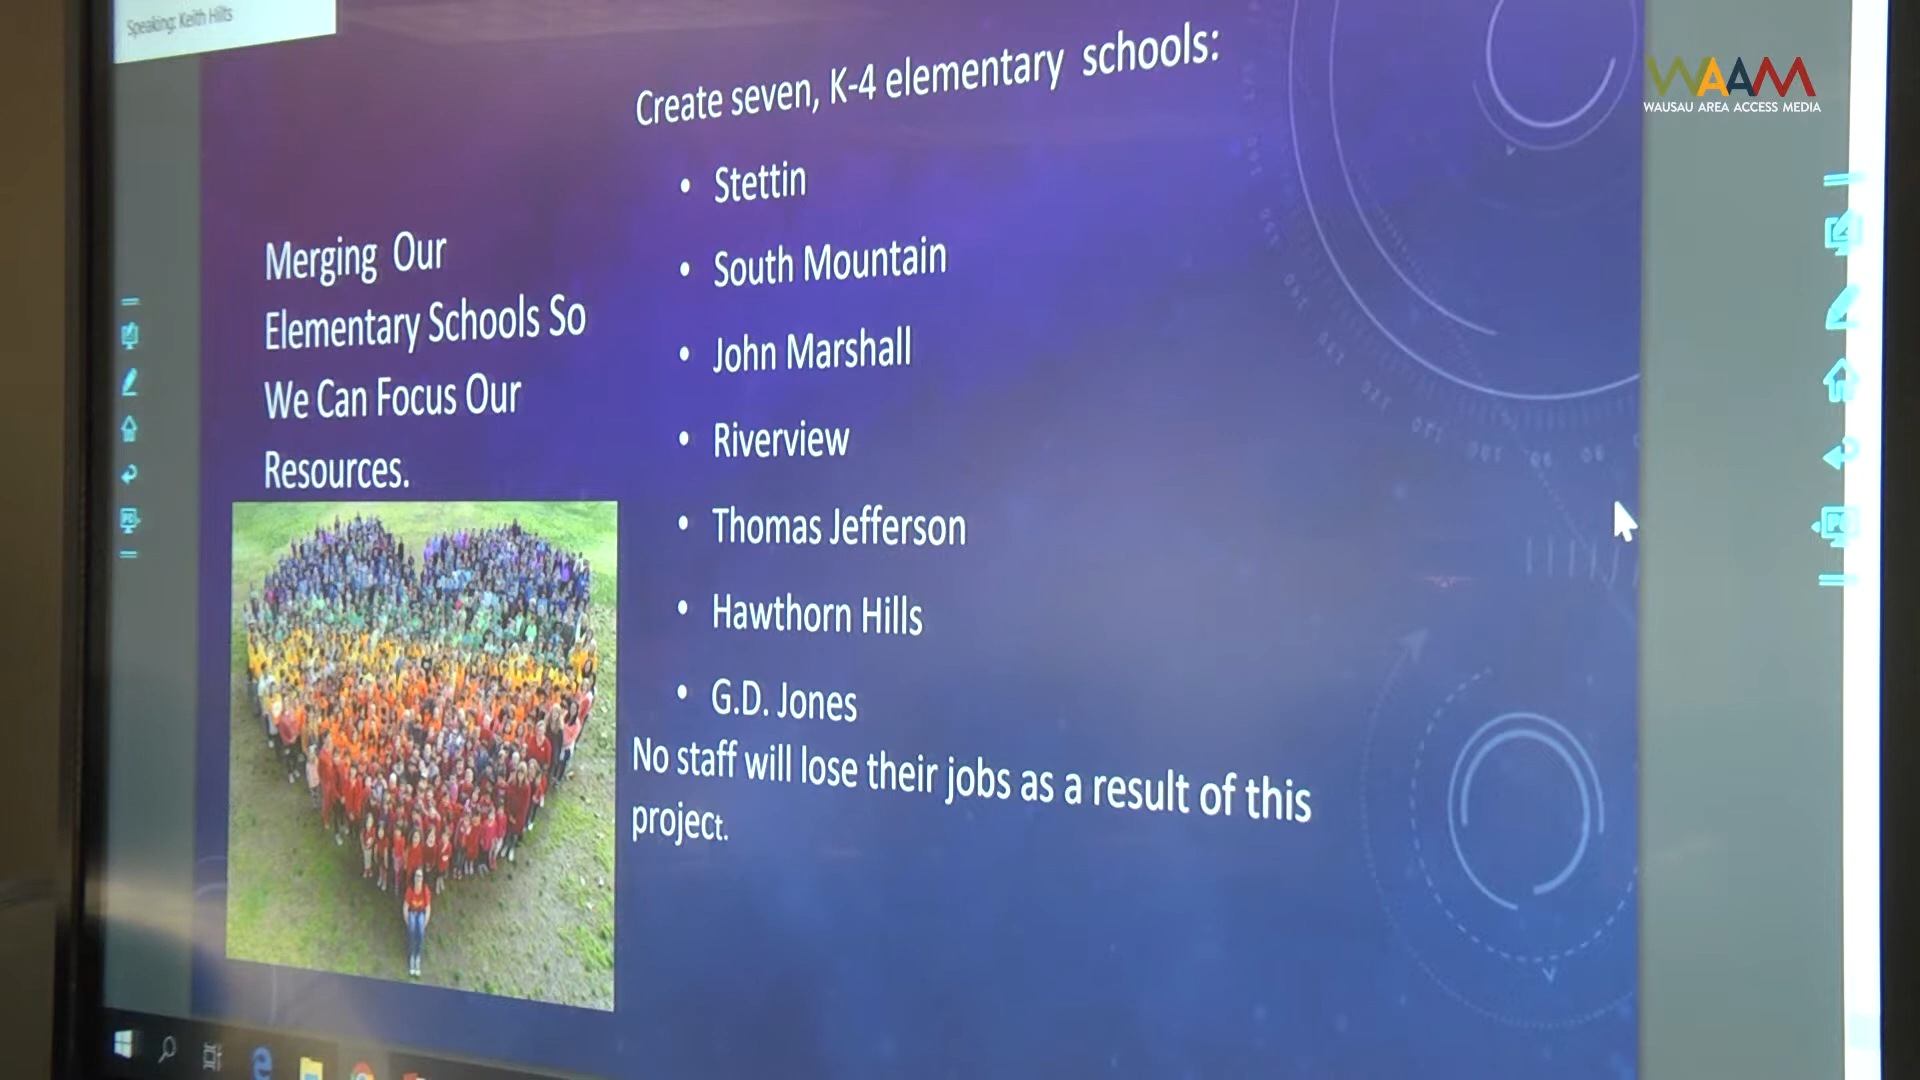 Speaking: Keith Hilts
WAAM
WAUSAU AREA ACCESS MEDIA
Merging Our
Elementary Schools So
We Can Focus Our
Resources.
Create seven, K-4 elementary schools:
• Stettin
• South Mountain
• John Marshall
• Riverview
• Thomas Jefferson
• Hawthorn Hills
• G.D. Jones
No staff will lose their jobs as a result of this
project.